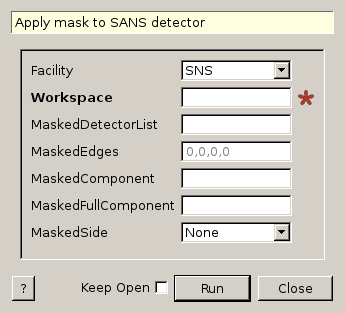 Apply mask to SANS detector
Facility SNS
Workspace *
MaskedDetectorList
MaskedEdges 0,0,0,0
MaskedComponent
MaskedFullComponent
MaskedSide None
? Keep Open Run Close